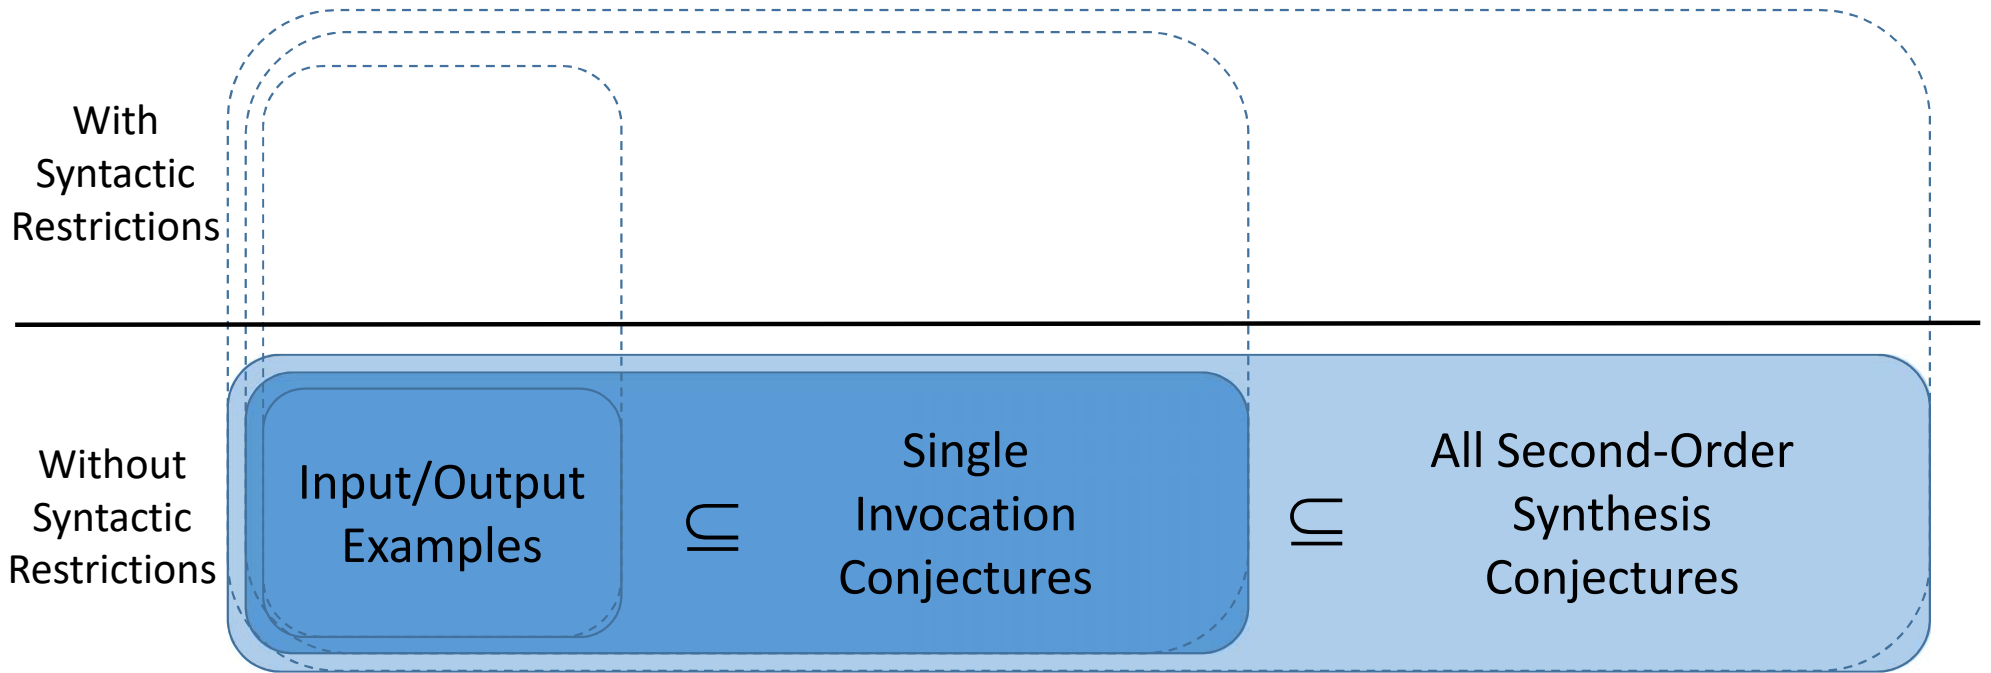 With
Syntactic
Restrictions
Without
Syntactic
Restrictions
Input/Output
Examples
⊆
Single
Invocation
Conjectures
⊆
All Second-Order
Synthesis
Conjectures